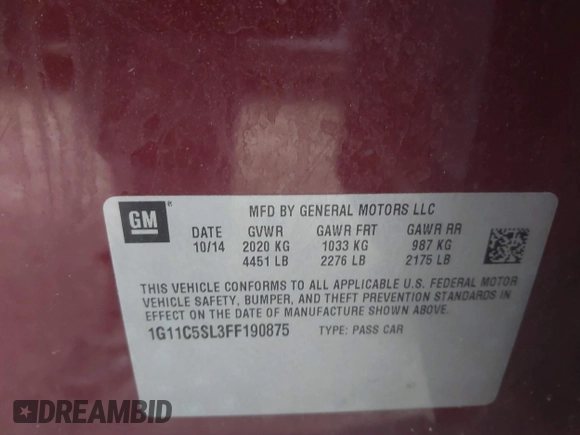 GM
MFD BY GENERAL MOTORS LLC
DATE GVWR GAWR FRT GAWR RR
10/14 2020 KG 1033 KG 987 KG
4451 LB 2276 LB 2175 LB
THIS VEHICLE CONFORMS TO ALL APPLICABLE U.S. FEDERAL MOTOR
VEHICLE SAFETY, BUMPER, AND THEFT PREVENTION STANDARDS IN
EFFECT ON THE DATE OF MANUFACTURE SHOWN ABOVE.
1G11C5SL3FF190875 TYPE: PASS CAR
DREAMBID